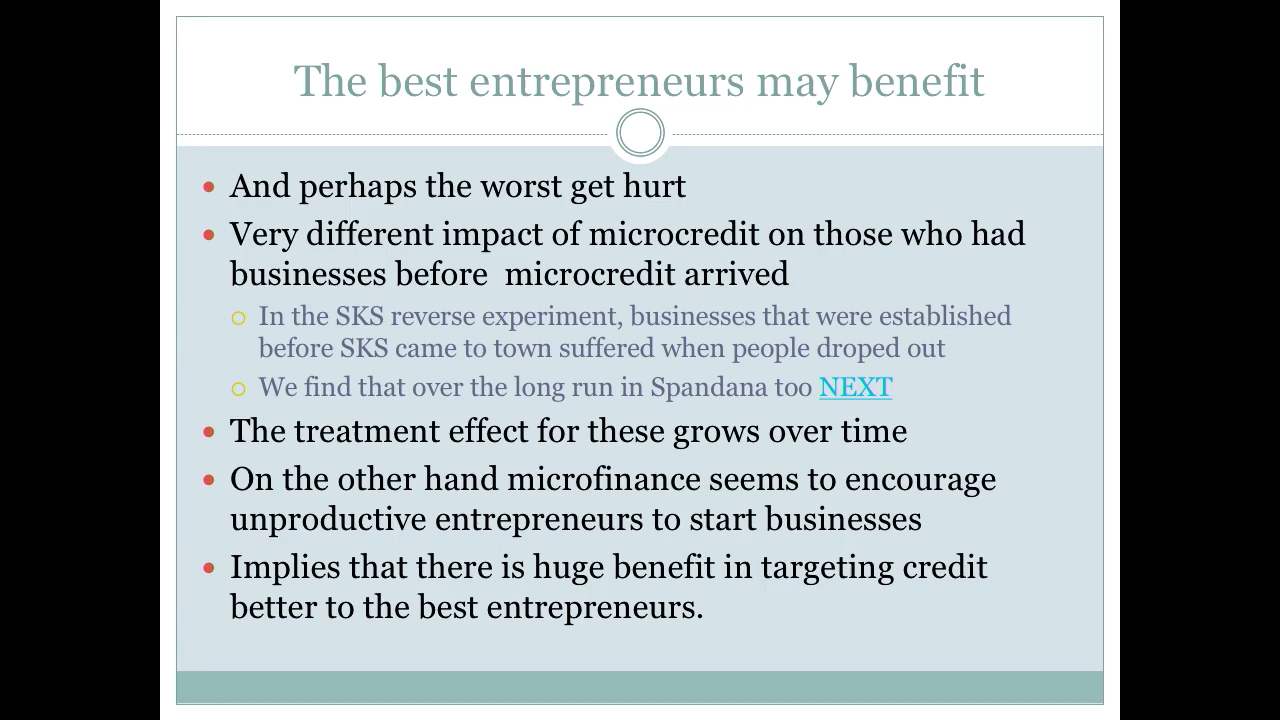 The best entrepreneurs may benefit
And perhaps the worst get hurt
Very different impact of microcredit on those who had
businesses before  microcredit arrived
In the SKS reverse experiment, businesses that were established
before SKS came to town suffered when people droped out
We find that over the long run in Spandana too NEXT
The treatment effect for these grows over time
On the other hand microfinance seems to encourage
unproductive entrepreneurs to start businesses
Implies that there is huge benefit in targeting credit
better to the best entrepreneurs.